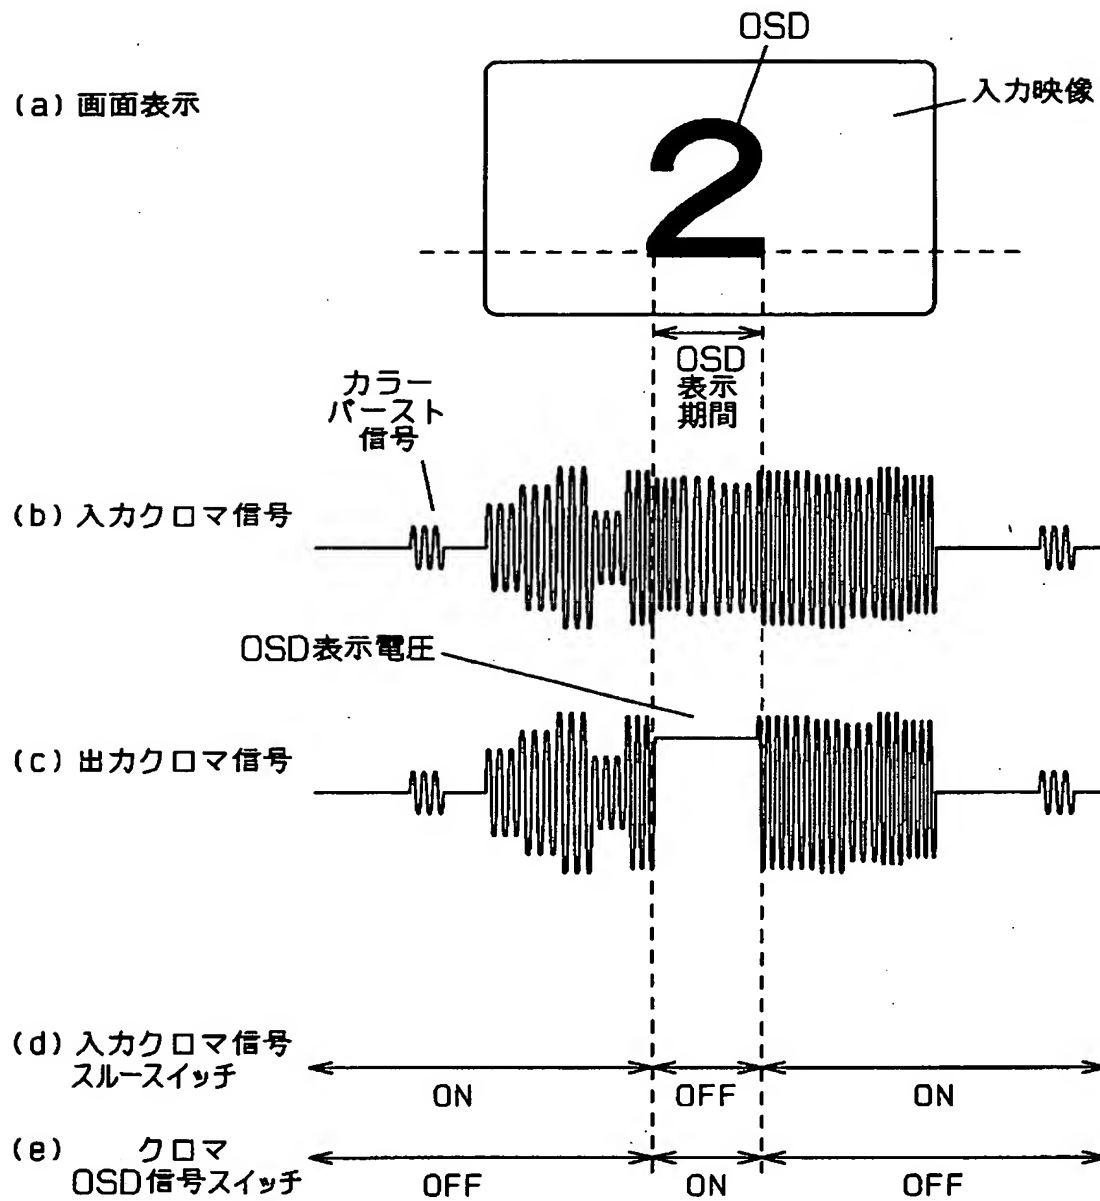 OSD
(a) 画面表示
入力映像
2
OSD
表示
期間
カラー
バースト
信号
(b) 入力クロマ信号
OSD表示電圧
(c) 出力クロマ信号
(d) 入力クロマ信号
スルースイッチ
ON
OFF
ON
(e) クロマ
OSD信号スイッチ
OFF
ON
OFF